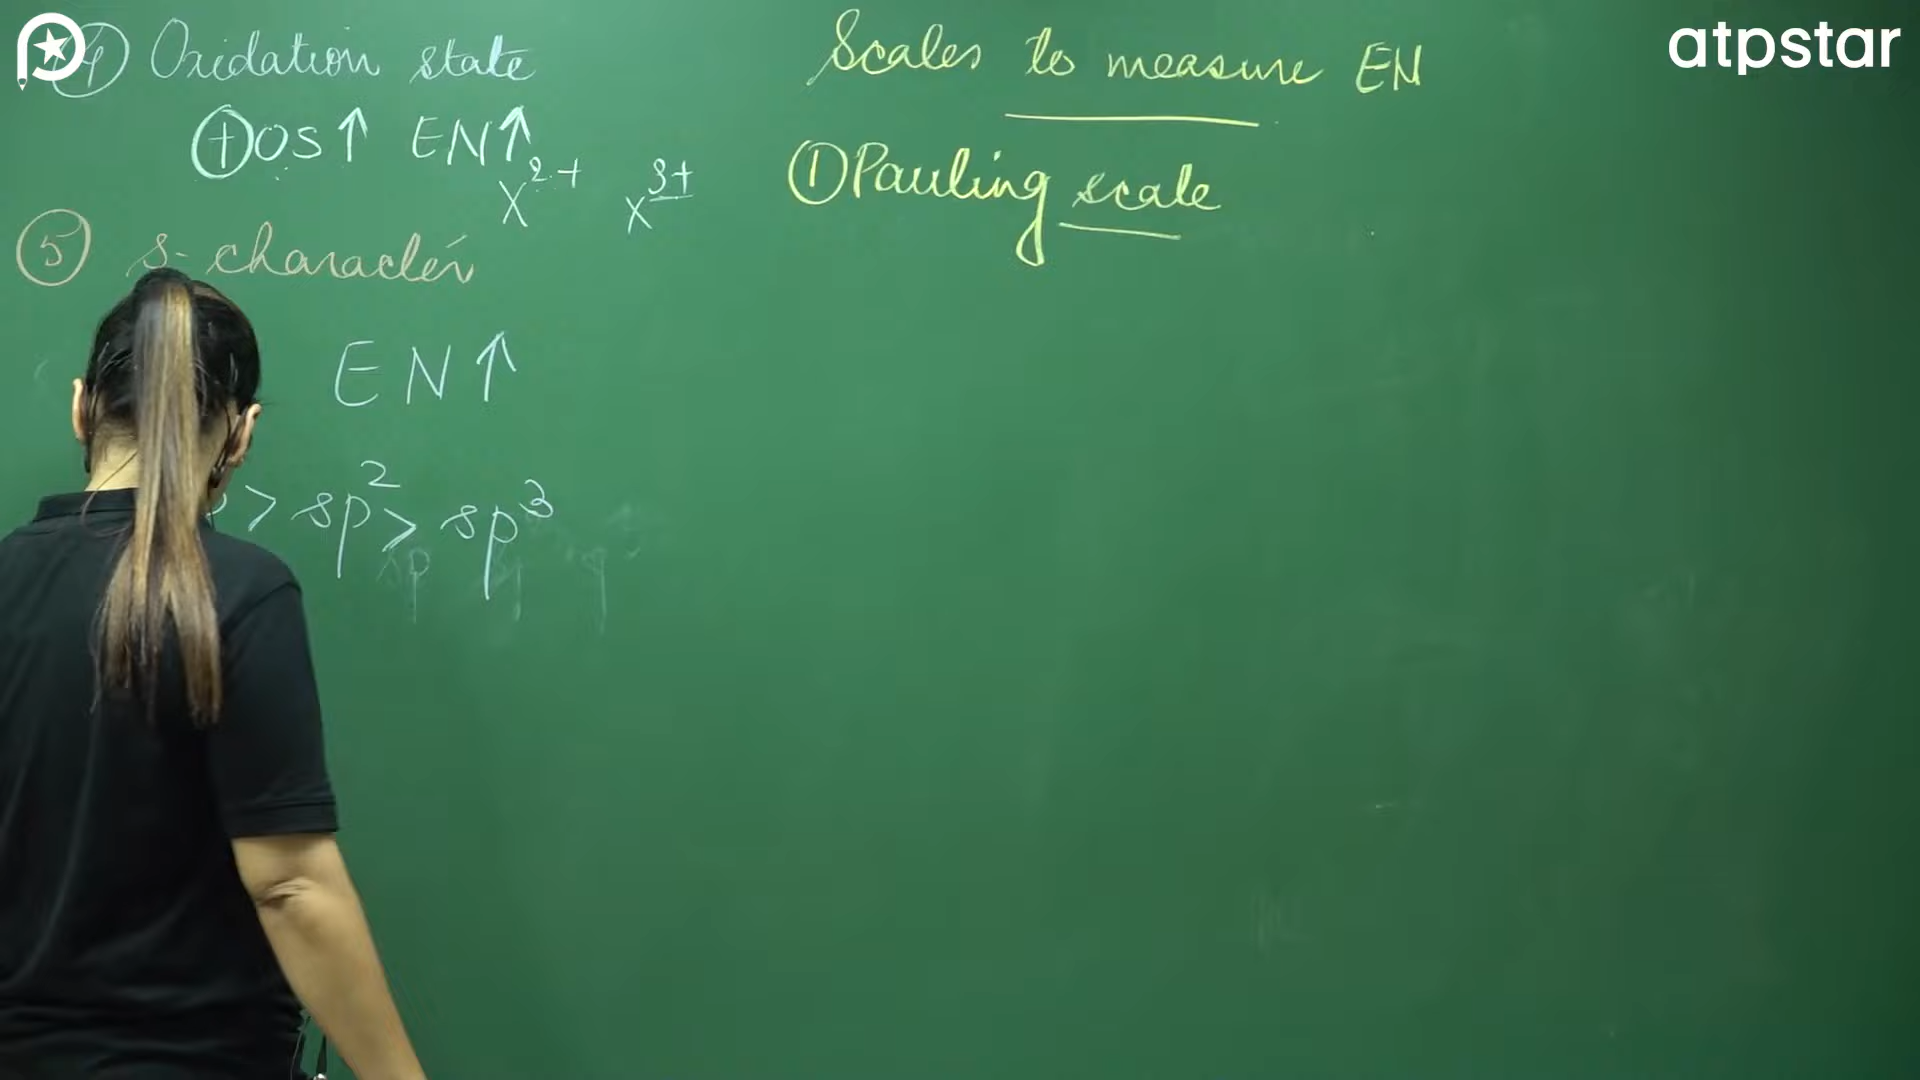 4 Oxidation state
+ OS ↑ EN ↑
X²⁺ X³⁺
5 s-character
EN ↑
> sp² > sp³
Scales to measure EN
1 Pauling scale
atpstar